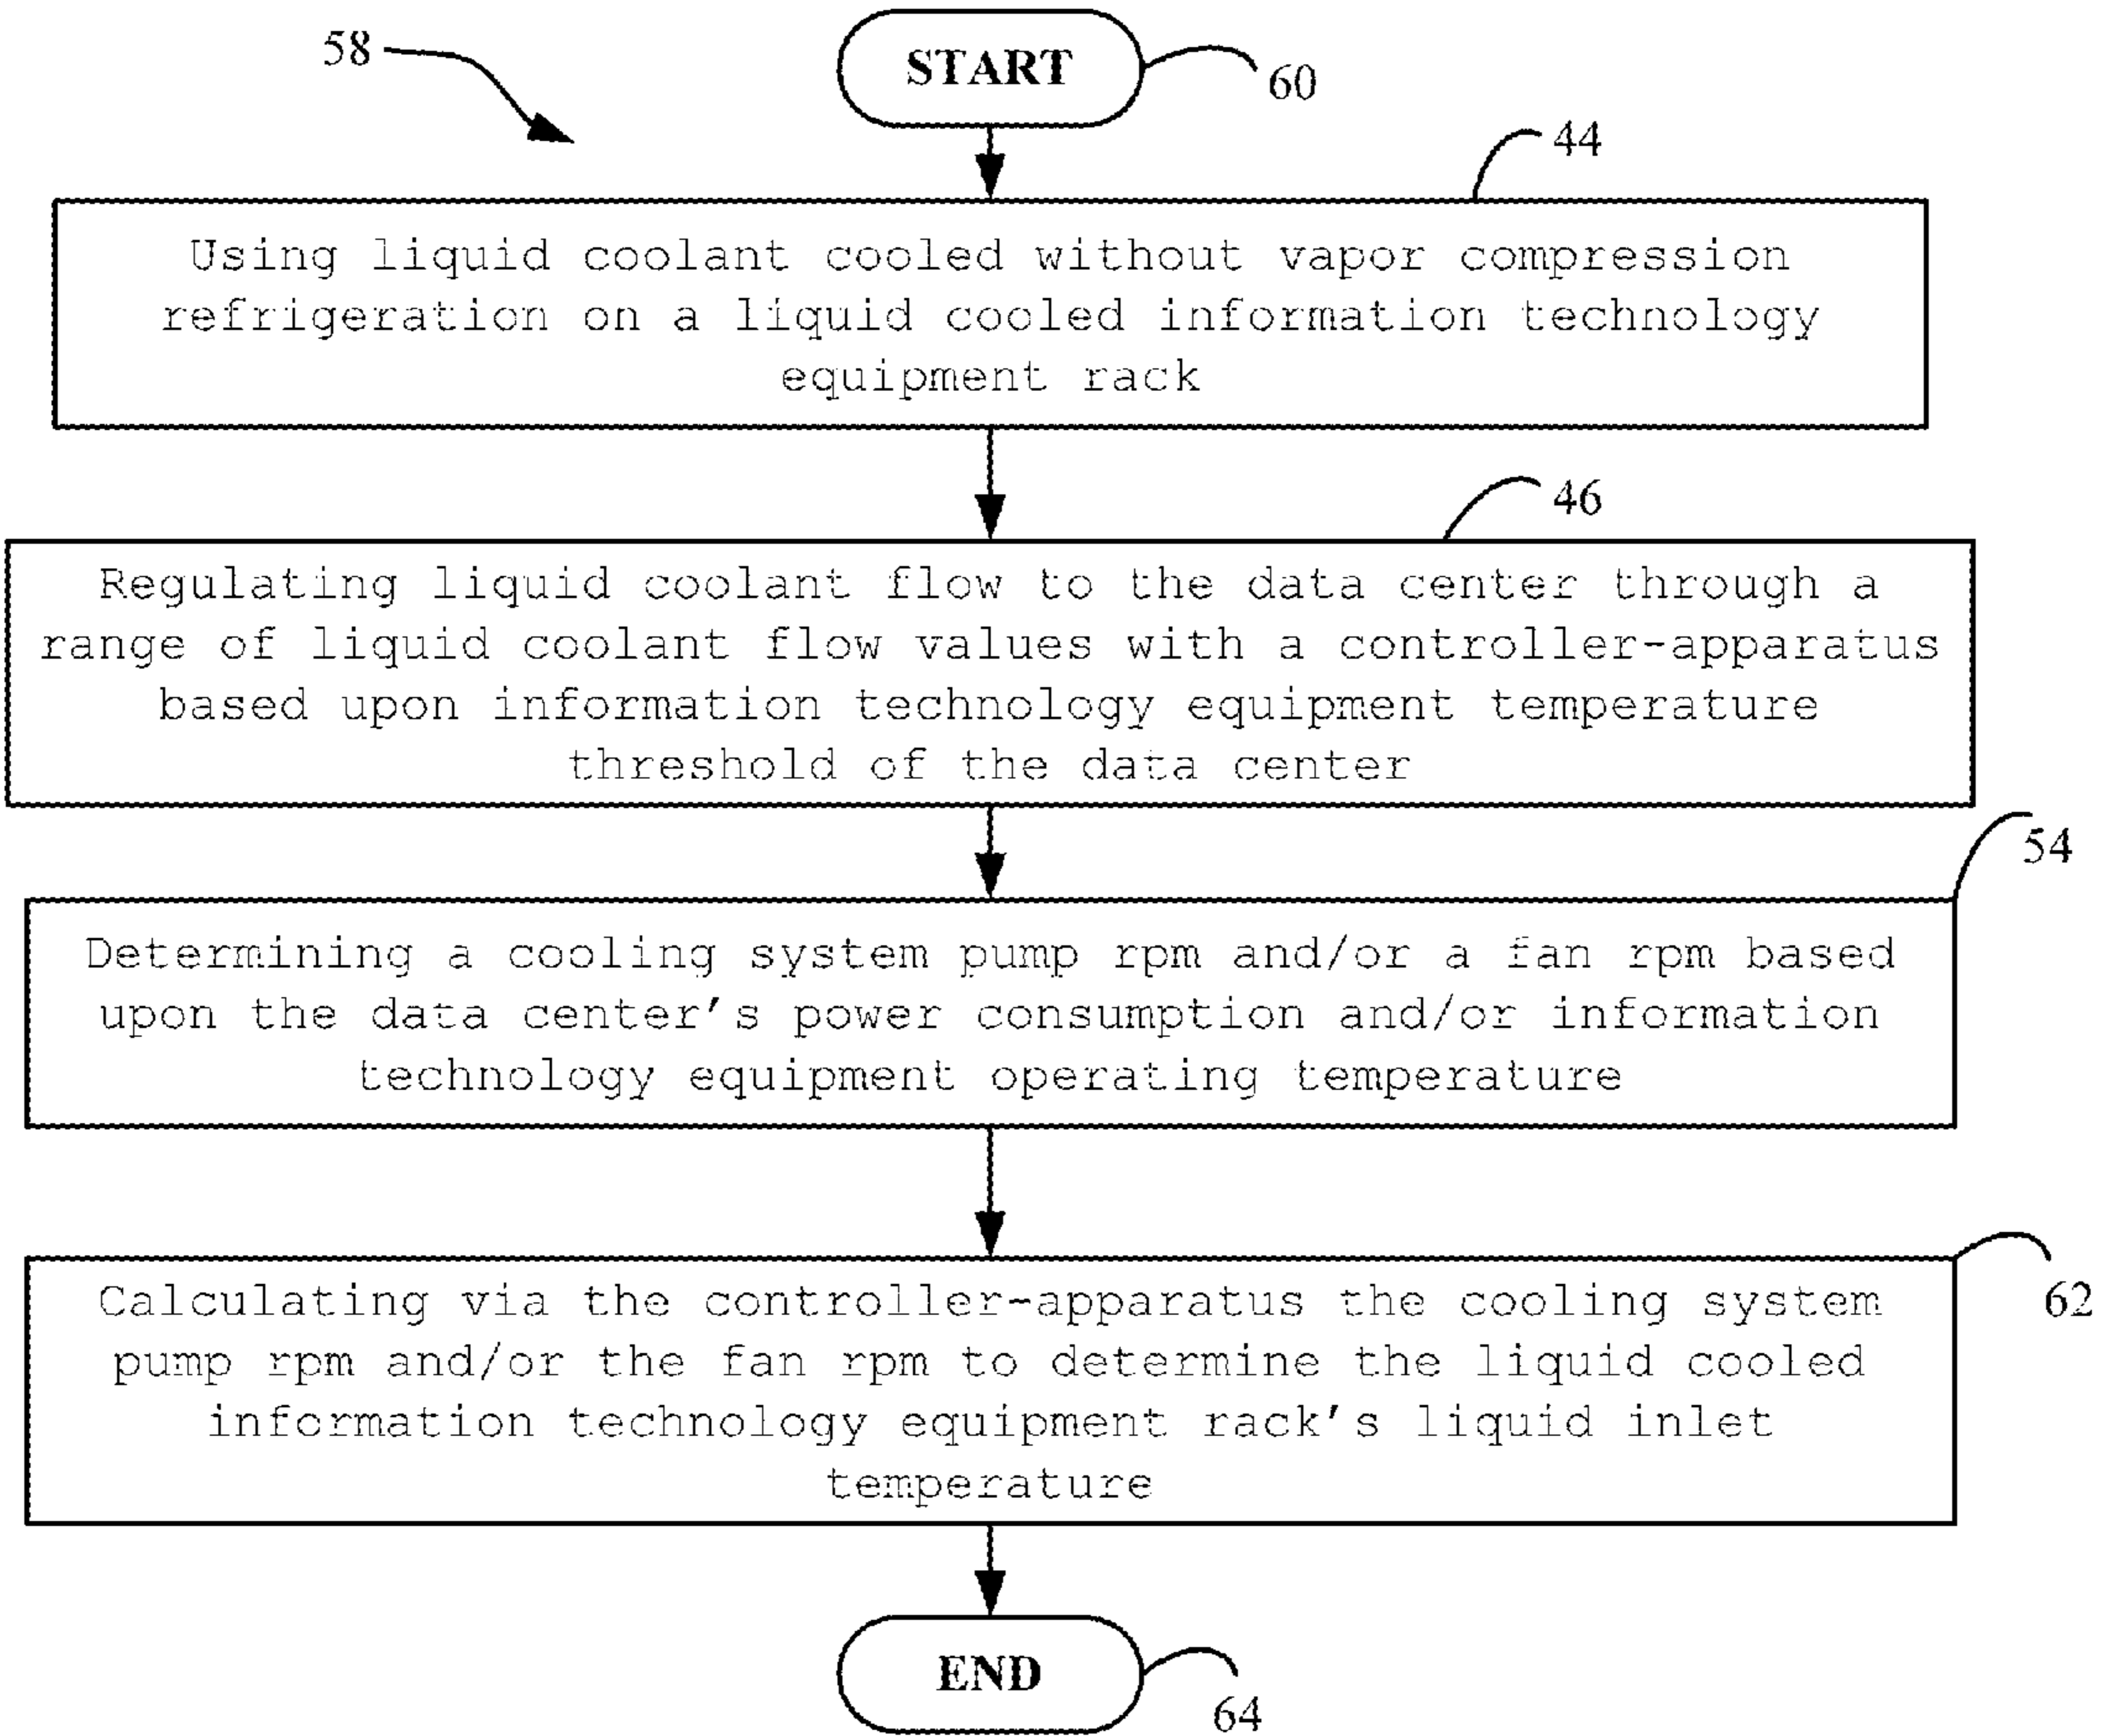 58
START
60
44
Using liquid coolant cooled without vapor compression
refrigeration on a liquid cooled information technology
equipment rack
46
Regulating liquid coolant flow to the data center through a
range of liquid coolant flow values with a controller-apparatus
based upon information technology equipment temperature
threshold of the data center
54
Determining a cooling system pump rpm and/or a fan rpm based
upon the data center's power consumption and/or information
technology equipment operating temperature
62
Calculating via the controller-apparatus the cooling system
pump rpm and/or the fan rpm to determine the liquid cooled
information technology equipment rack's liquid inlet
temperature
END
64